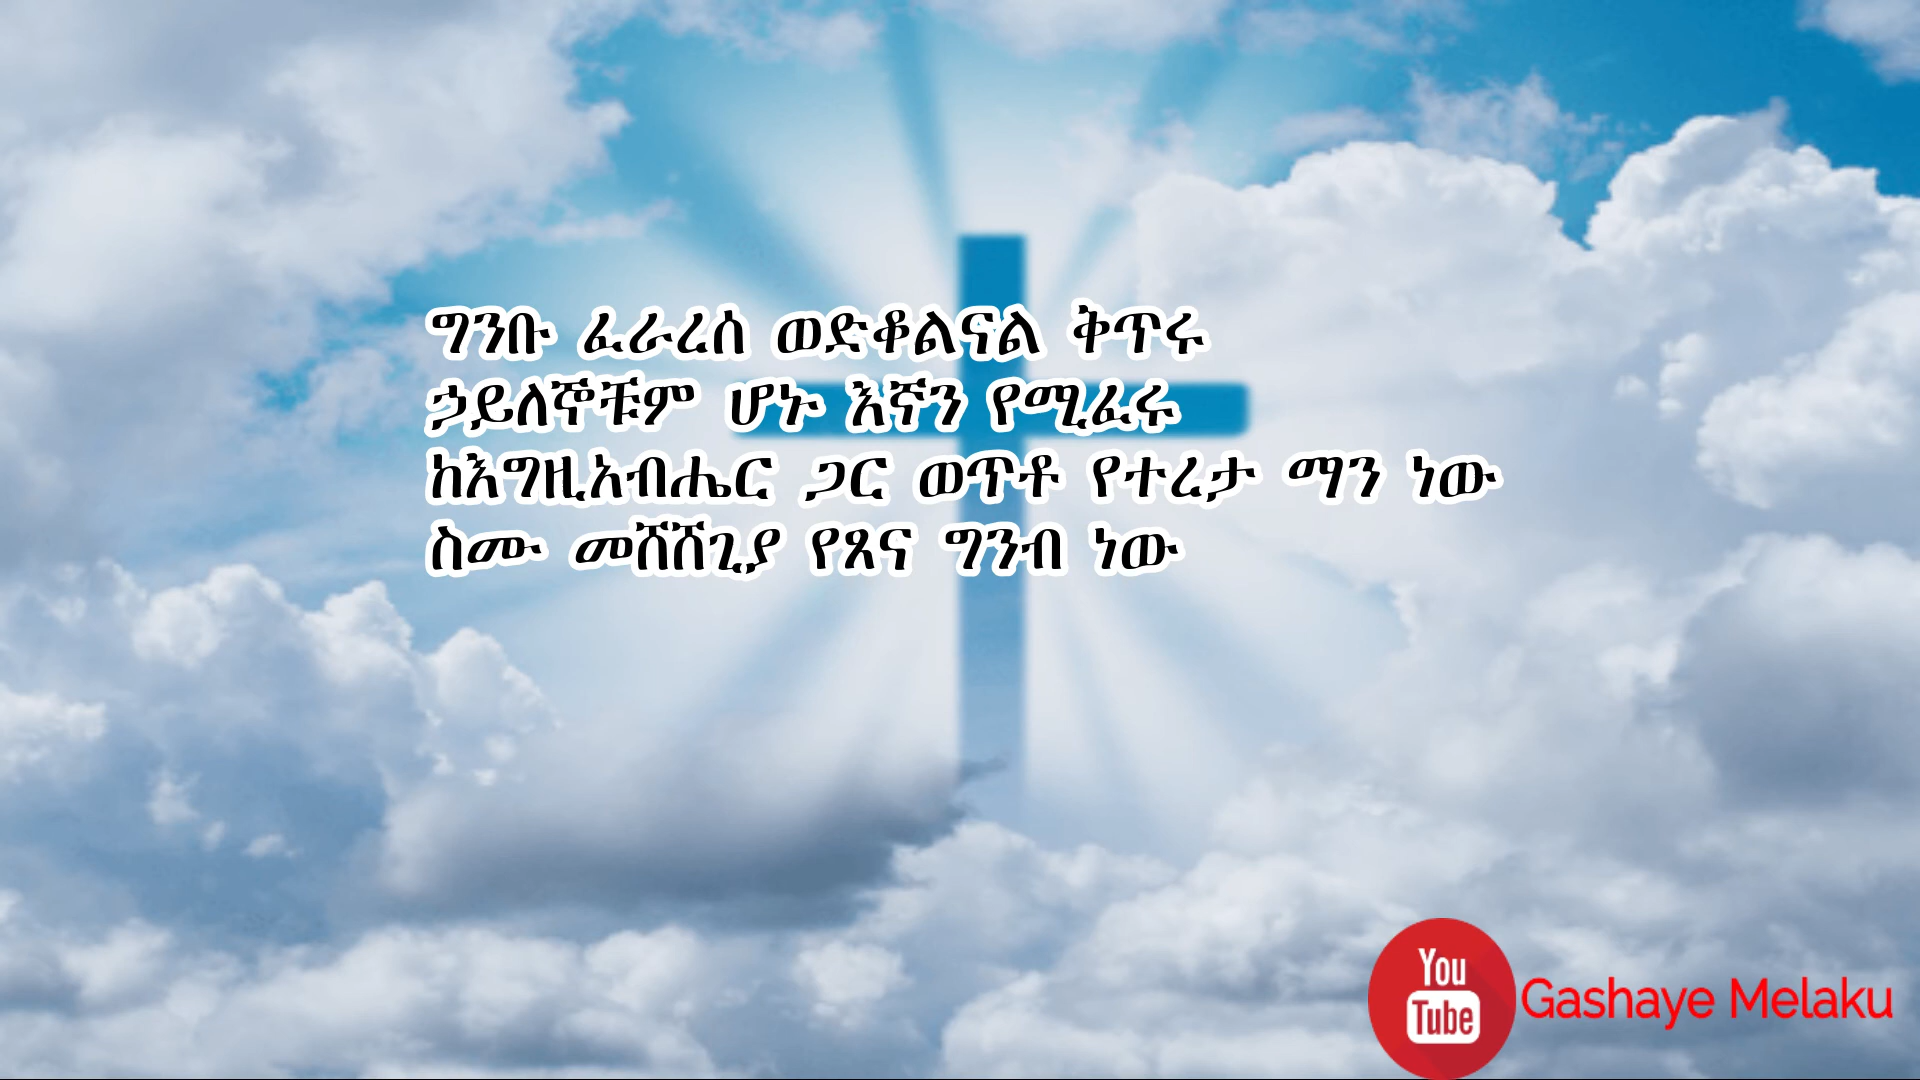 ግንቡ ፈራረሰ ወድቆልናል ቅጥሩ
ኃይለኞቹም ሆኑ እኛን የሚፈሩ
ከእግዚአብሔር ጋር ወጥቶ የተረታ ማን ነው
ስሙ መሸሸጊያ የጸና ግንብ ነው
You
Tube
Gashaye Melaku